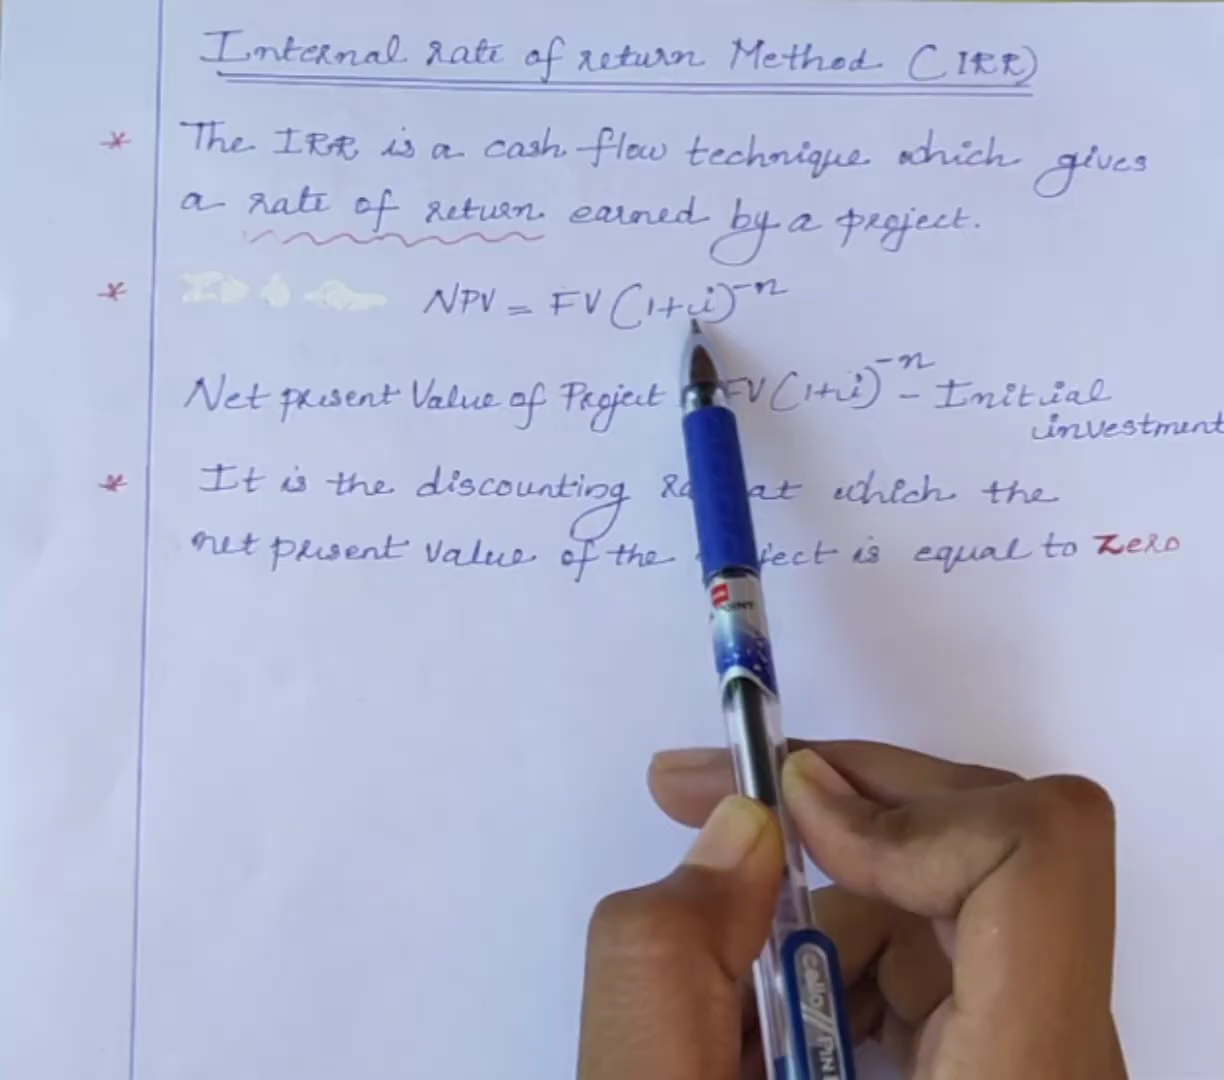 Internal rate of return Method (IRR)
* The IRR is a cash flow technique which gives
a rate of return earned by a project.
* NPV = FV (1+i)⁻ⁿ
Net present Value of Project FV (1+i)⁻ⁿ - Initial
investment
* It is the discounting at which the
net present value of the is equal to zero
cello // PIN